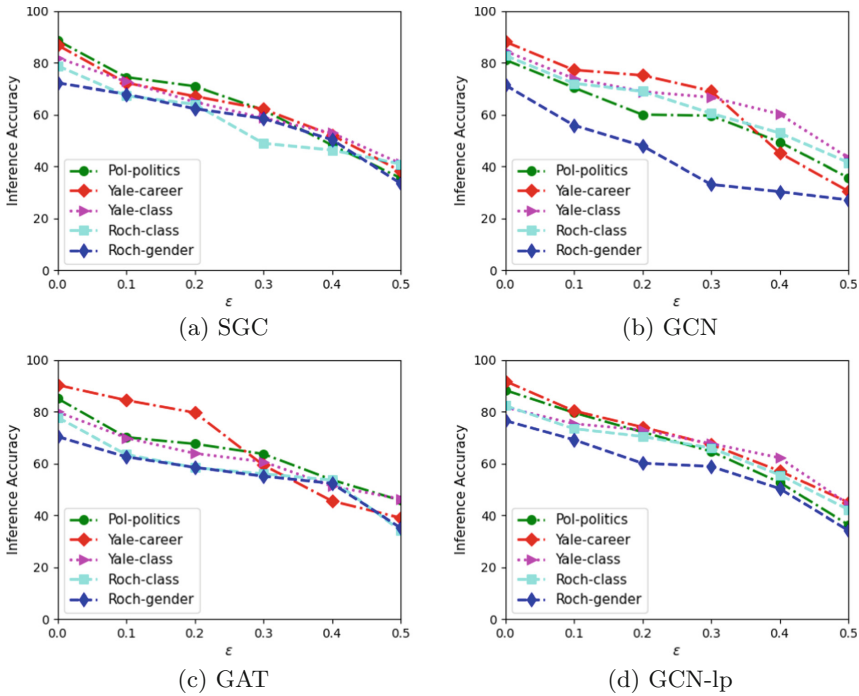 100
80
60
40
20
0
Inference Accuracy
Pol-politics
Yale-career
Yale-class
Roch-class
Roch-gender
0.0 0.1 0.2 0.3 0.4 0.5
ε
(a) SGC
100
80
60
40
20
0
Inference Accuracy
Pol-politics
Yale-career
Yale-class
Roch-class
Roch-gender
0.0 0.1 0.2 0.3 0.4 0.5
ε
(b) GCN
100
80
60
40
20
0
Inference Accuracy
Pol-politics
Yale-career
Yale-class
Roch-class
Roch-gender
0.0 0.1 0.2 0.3 0.4 0.5
ε
(c) GAT
100
80
60
40
20
0
Inference Accuracy
Pol-politics
Yale-career
Yale-class
Roch-class
Roch-gender
0.0 0.1 0.2 0.3 0.4 0.5
ε
(d) GCN-lp